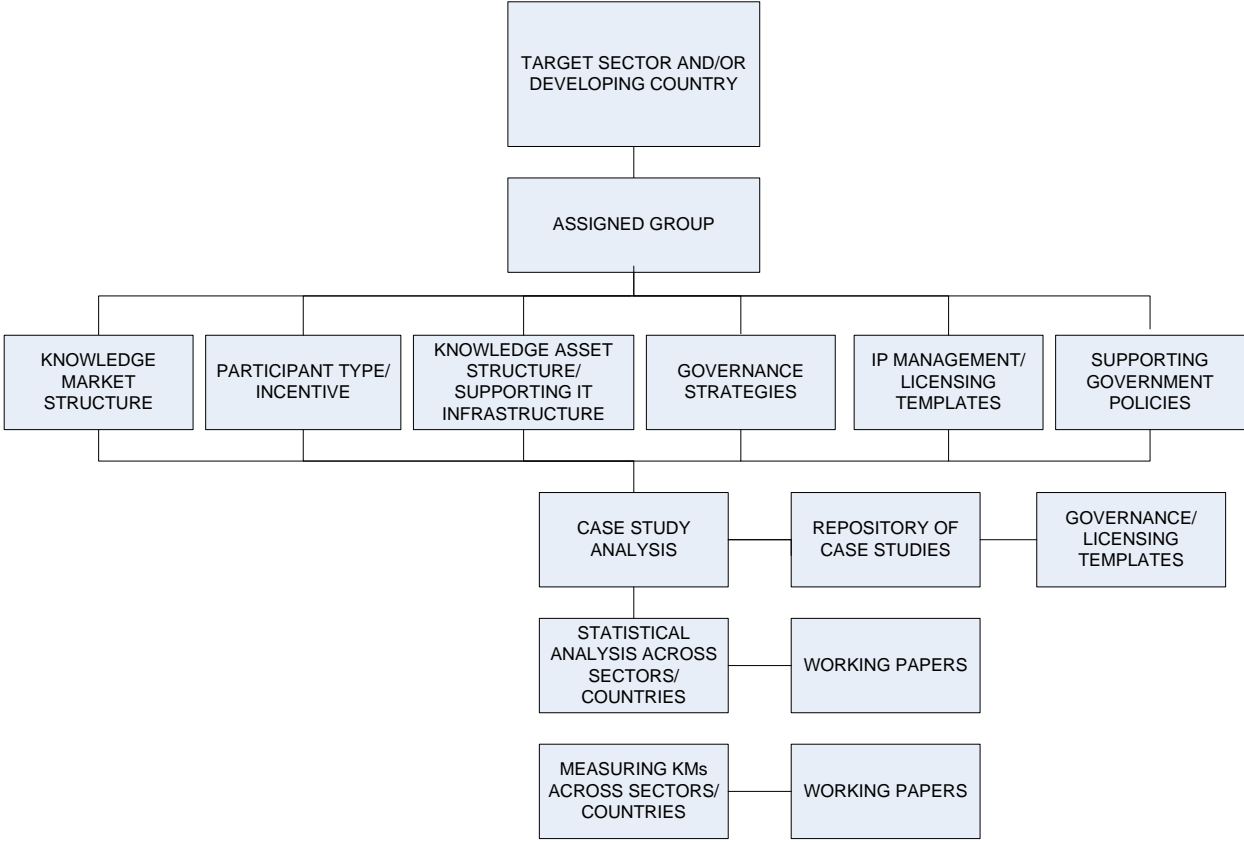 TARGET SECTOR AND/OR
DEVELOPING COUNTRY
ASSIGNED GROUP
KNOWLEDGE
MARKET
STRUCTURE
PARTICIPANT TYPE/
INCENTIVE
KNOWLEDGE ASSET
STRUCTURE/
SUPPORTING IT
INFRASTRUCTURE
GOVERNANCE
STRATEGIES
IP MANAGEMENT/
LICENSING
TEMPLATES
SUPPORTING
GOVERNMENT
POLICIES
CASE STUDY
ANALYSIS
REPOSITORY OF
CASE STUDIES
GOVERNANCE/
LICENSING
TEMPLATES
STATISTICAL
ANALYSIS ACROSS
SECTORS/
COUNTRIES
WORKING PAPERS
MEASURING KMs
ACROSS SECTORS/
COUNTRIES
WORKING PAPERS